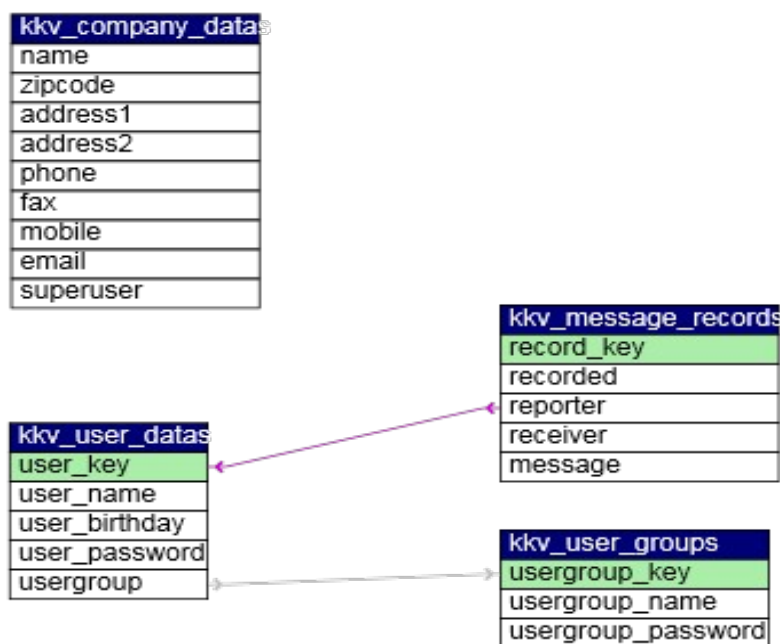 kkv_company_datas
name
zipcode
address1
address2
phone
fax
mobile
email
superuser
kkv_message_records
record_key
recorded
reporter
receiver
message
kkv_user_datas
user_key
user_name
user_birthday
user_password
usergroup
kkv_user_groups
usergroup_key
usergroup_name
usergroup_password